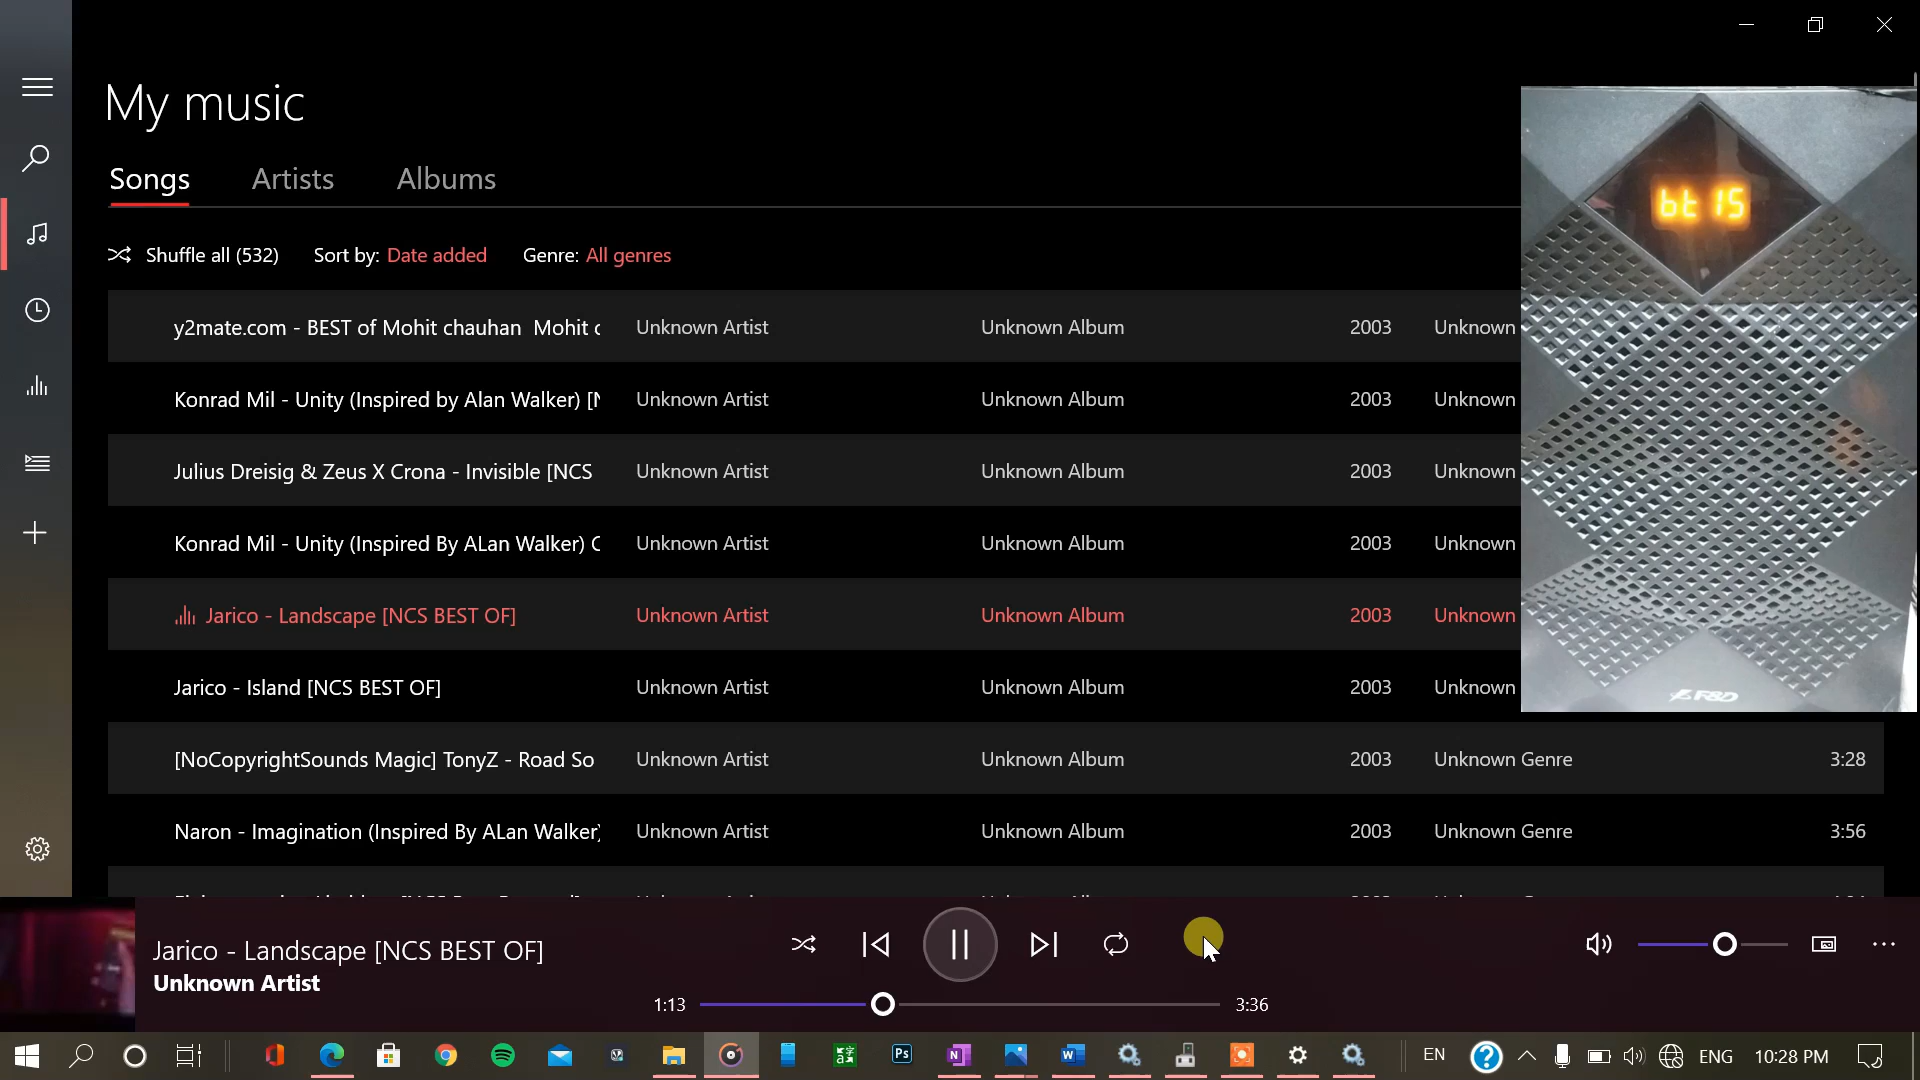 My music
Songs Artists Albums
Shuffle all (532) Sort by: Date added Genre: All genres
bt 15
y2mate.com - BEST of Mohit chauhan Mohit c Unknown Artist Unknown Album 2003 Unknown
Konrad Mil - Unity (Inspired by Alan Walker) [N Unknown Artist Unknown Album 2003 Unknown
Julius Dreisig & Zeus X Crona - Invisible [NCS Unknown Artist Unknown Album 2003 Unknown
Konrad Mil - Unity (Inspired By ALan Walker) C Unknown Artist Unknown Album 2003 Unknown
Jarico - Landscape [NCS BEST OF] Unknown Artist Unknown Album 2003 Unknown
Jarico - Island [NCS BEST OF] Unknown Artist Unknown Album 2003 Unknown
F&D
[NoCopyrightSounds Magic] TonyZ - Road So Unknown Artist Unknown Album 2003 Unknown Genre 3:28
Naron - Imagination (Inspired By ALan Walker) Unknown Artist Unknown Album 2003 Unknown Genre 3:56
Jarico - Landscape [NCS BEST OF]
Unknown Artist
1:13 3:36
Ps EN ? ENG 10:28 PM